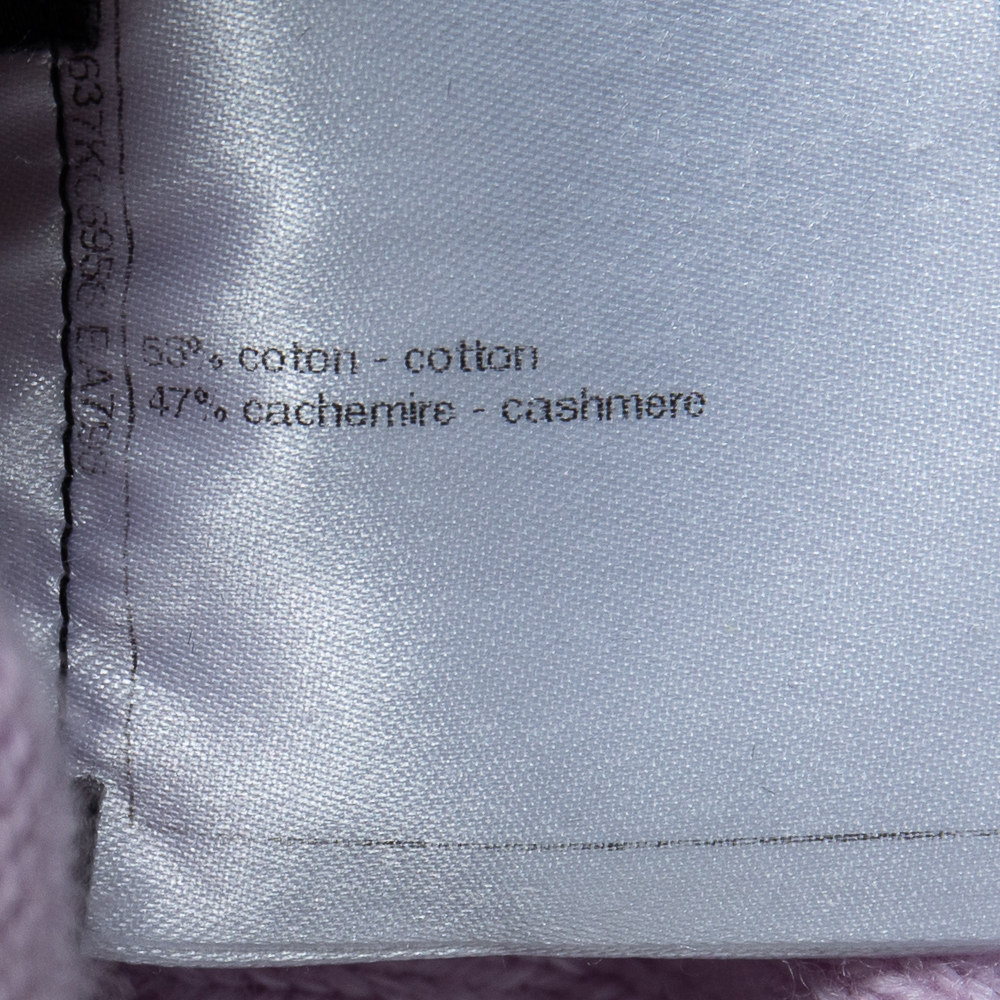 53% coton - cotton
47% cachemire - cashmere